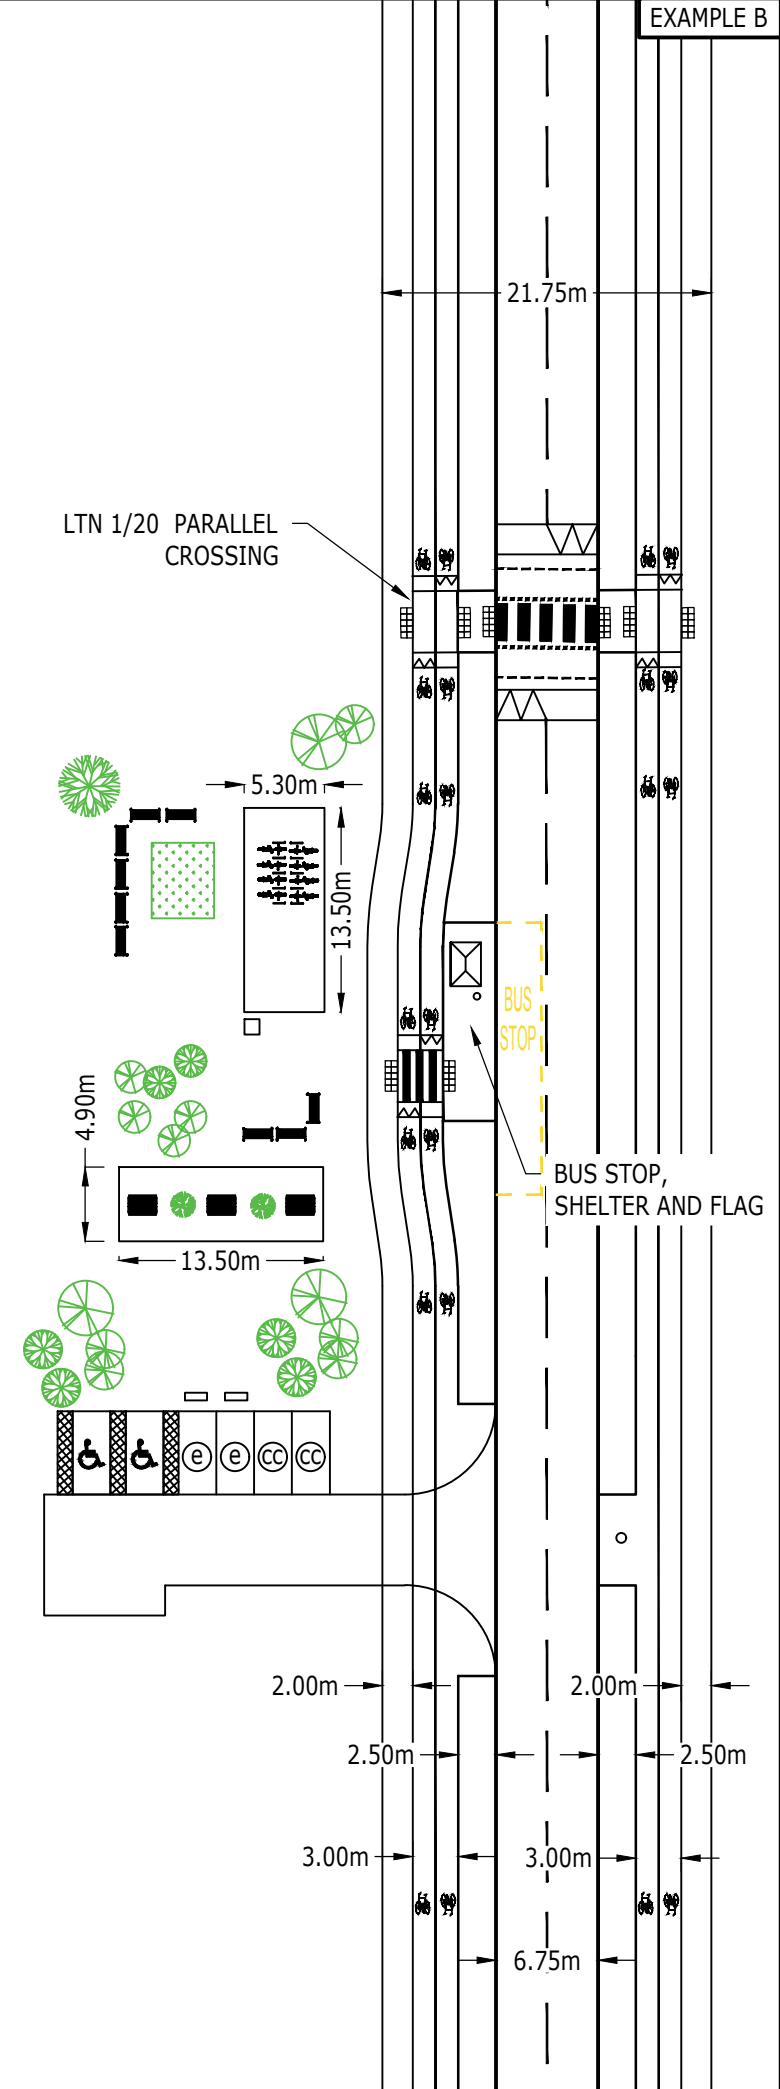 EXAMPLE B
21.75m
LTN 1/20 PARALLEL
CROSSING
5.30m
13.50m
BUS
STOP
4.90m
BUS STOP,
SHELTER AND FLAG
13.50m
e e cc cc
2.00m 2.00m
2.50m 2.50m
3.00m 3.00m
6.75m